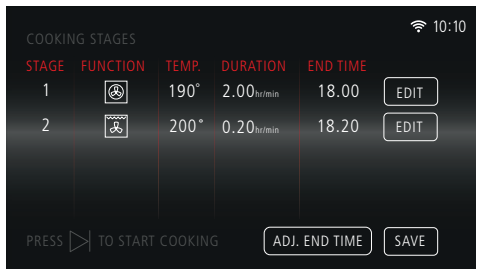 10:10
COOKING STAGES
STAGE FUNCTION TEMP. DURATION END TIME
1 190° 2.00hr/min 18.00 EDIT
2 200° 0.20hr/min 18.20 EDIT
PRESS TO START COOKING ADJ. END TIME SAVE